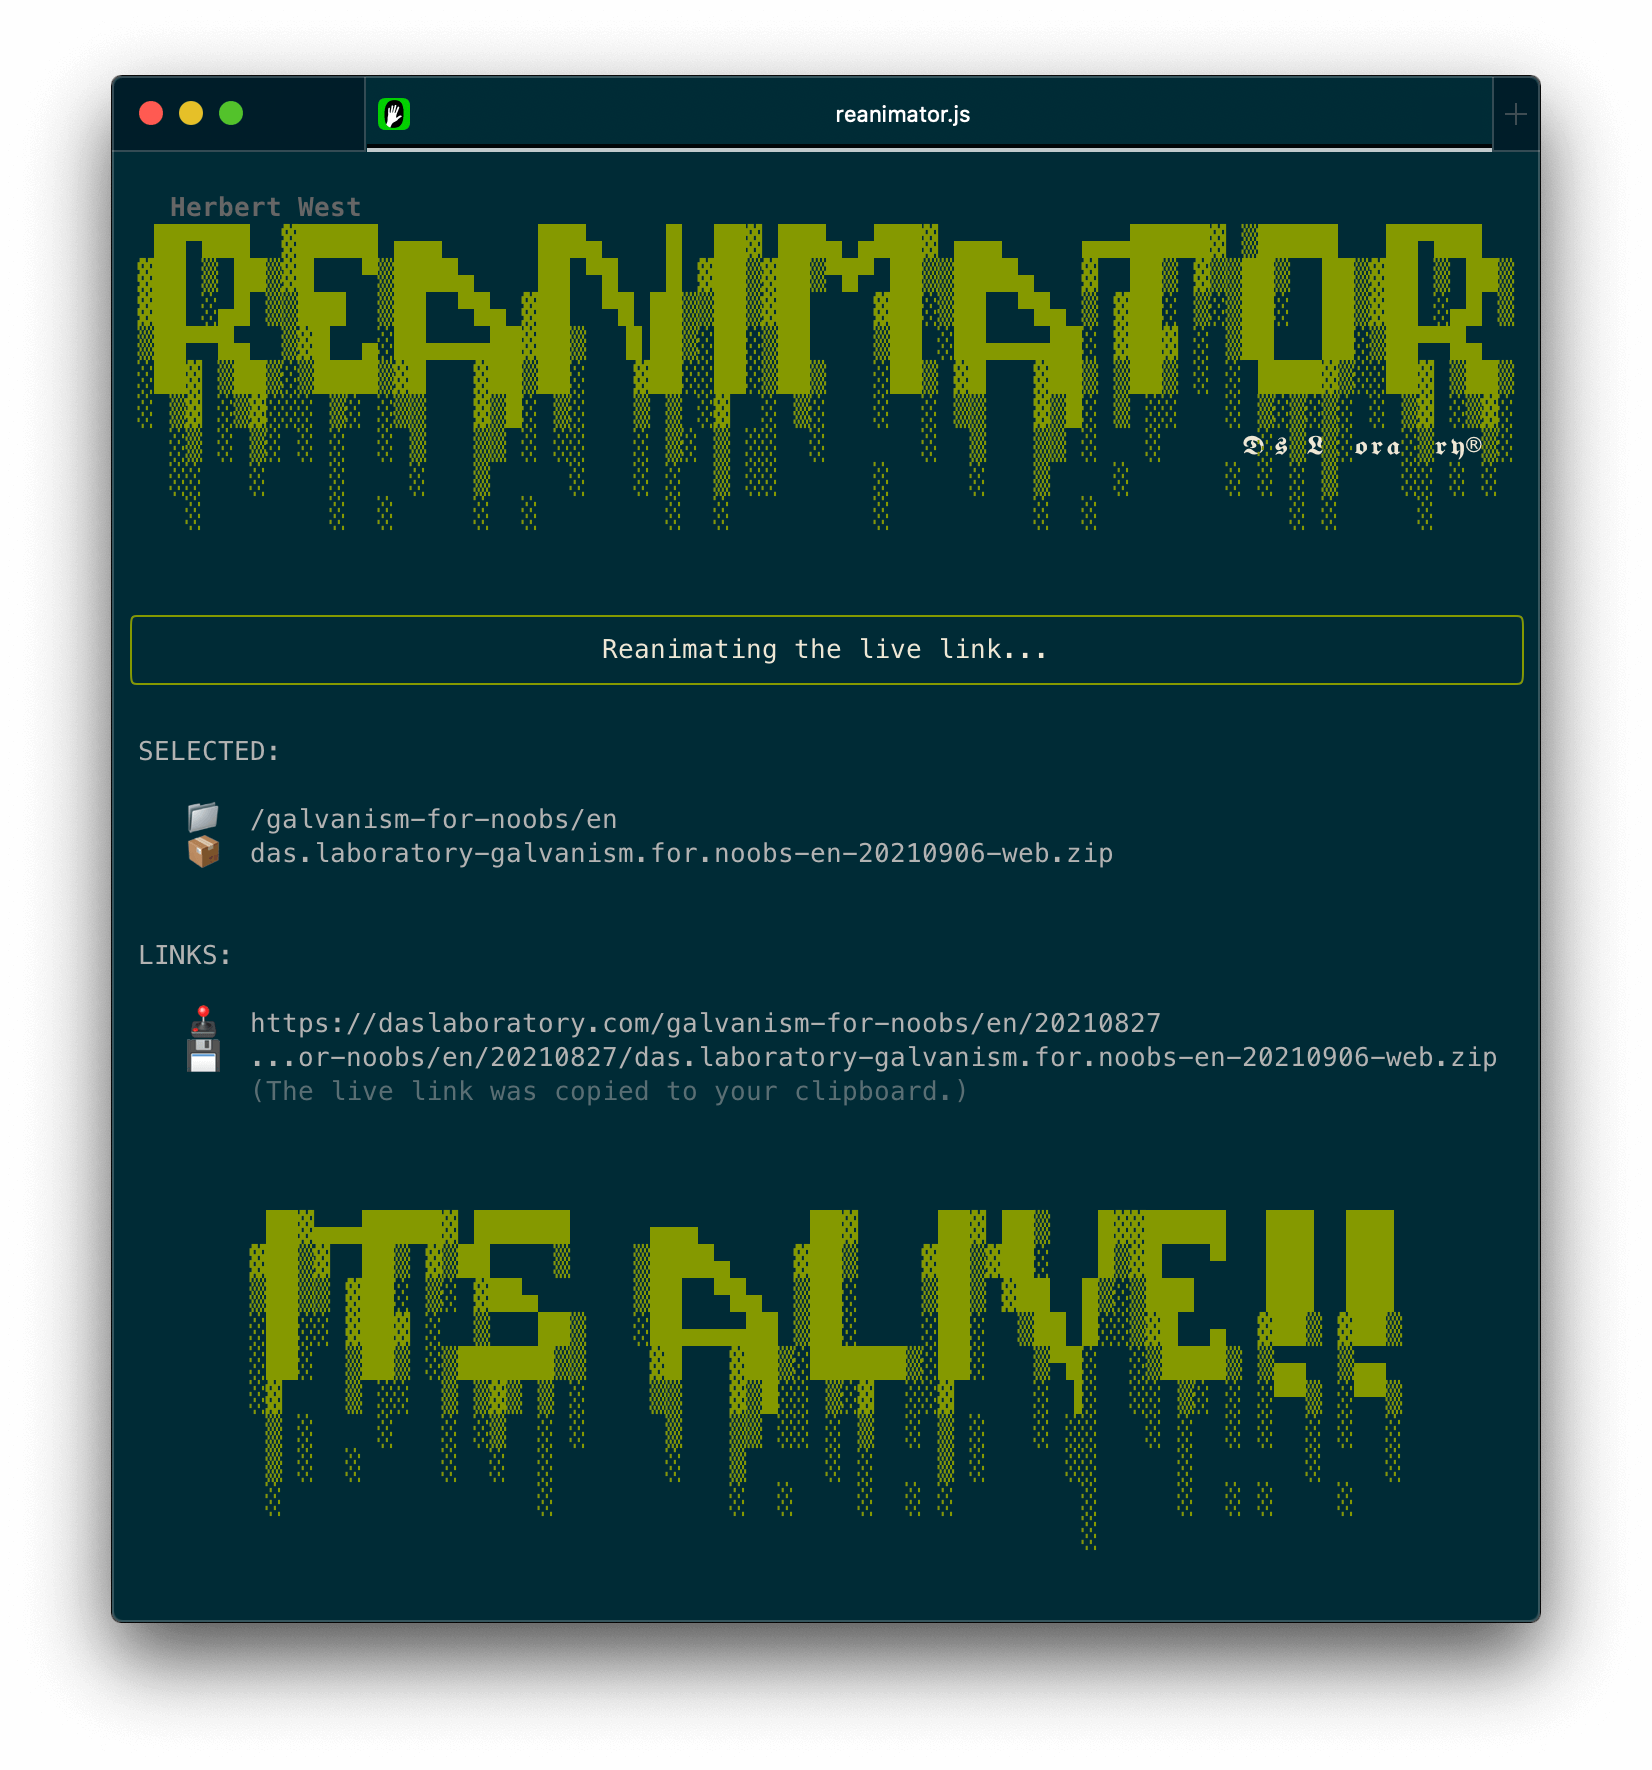 reanimator.js
Herbert West
REANIMATOR
𝕯 𝖘 𝕷 𝖔𝖗𝖆 𝖗𝖞®
Reanimating the live link...
SELECTED:
/galvanism-for-noobs/en
das.laboratory-galvanism.for.noobs-en-20210906-web.zip
LINKS:
https://daslaboratory.com/galvanism-for-noobs/en/20210827
...or-noobs/en/20210827/das.laboratory-galvanism.for.noobs-en-20210906-web.zip
(The live link was copied to your clipboard.)
ITS ALIVE!!